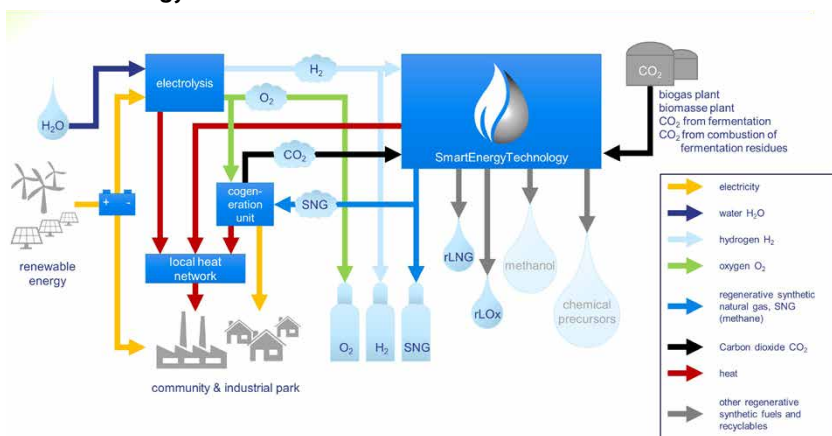 electrolysis
H₂
O₂
H₂O
CO₂
SmartEnergyTechnology
CO₂
biogas plant
biomasse plant
CO₂ from fermentation
CO₂ from combustion of
fermentation residues
+ -
cogen-
eration
unit
SNG
renewable
energy
local heat
network
rLNG
rLOx
methanol
chemical
precursors
O₂
H₂
SNG
community & industrial park
electricity
water H₂O
hydrogen H₂
oxygen O₂
regenerative synthetic
natural gas, SNG
(methane)
Carbon dioxide CO₂
heat
other regenerative
synthetic fuels and
recyclables